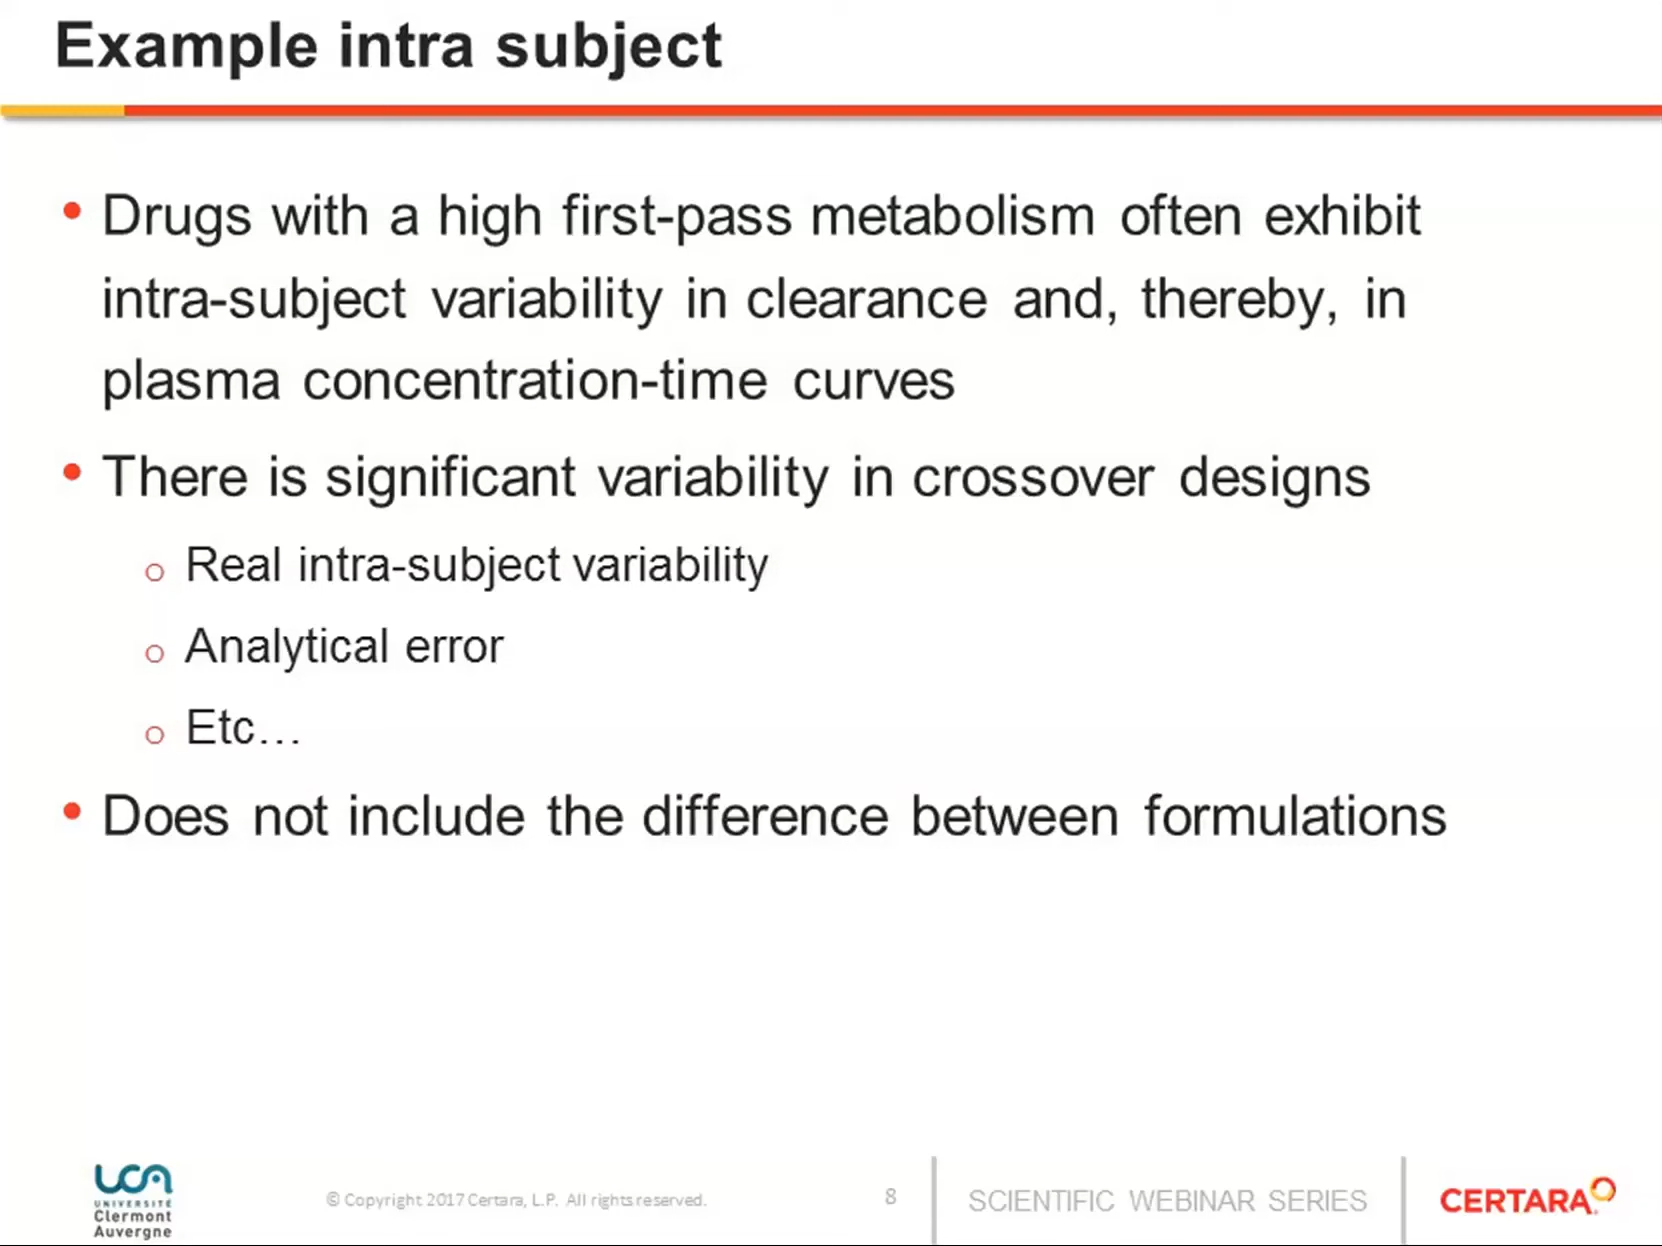 Example intra subject
• Drugs with a high first-pass metabolism often exhibit
intra-subject variability in clearance and, thereby, in
plasma concentration-time curves
• There is significant variability in crossover designs
o Real intra-subject variability
o Analytical error
o Etc…
• Does not include the difference between formulations
UCA
UNIVERSITÉ
Clermont
Auvergne
© Copyright 2017 Certara, L.P. All rights reserved.
8
SCIENTIFIC WEBINAR SERIES
CERTARA